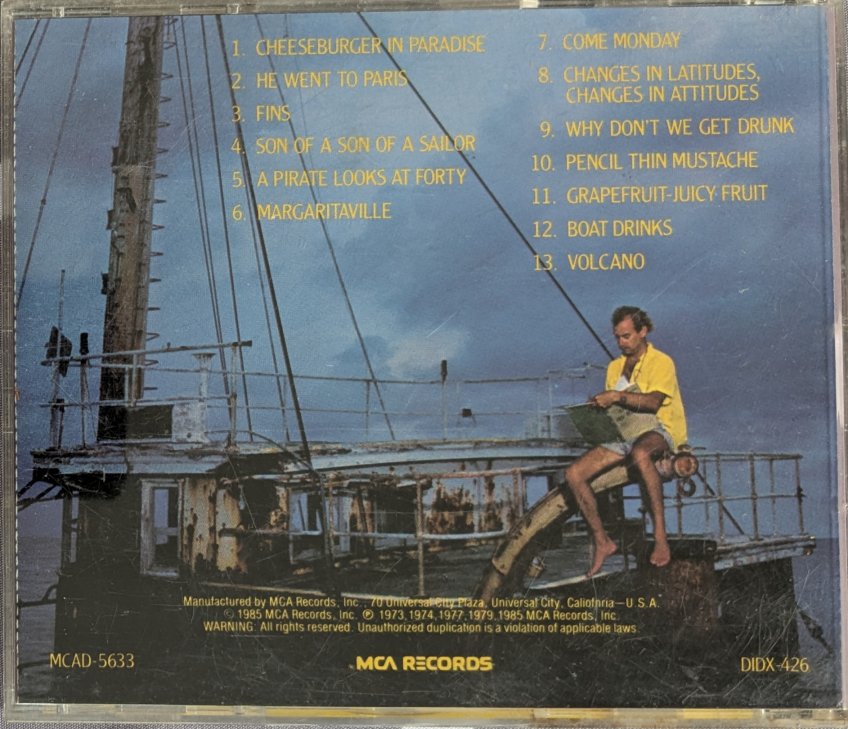 1. CHEESEBURGER IN PARADISE
2. HE WENT TO PARIS
3. FINS
4. SON OF A SON OF A SAILOR
5. A PIRATE LOOKS AT FORTY
6. MARGARITAVILLE
7. COME MONDAY
8. CHANGES IN LATITUDES,
CHANGES IN ATTITUDES
9. WHY DON'T WE GET DRUNK
10. PENCIL THIN MUSTACHE
11. GRAPEFRUIT-JUICY FRUIT
12. BOAT DRINKS
13. VOLCANO
Manufactured by MCA Records, Inc., 70 Universal City Plaza, Universal City, Caliofnria—U.S.A.
© 1985 MCA Records, Inc. ℗ 1973, 1974, 1977, 1979, 1985 MCA Records, Inc.
WARNING: All rights reserved. Unauthorized duplication is a violation of applicable laws.
MCAD-5633
MCA RECORDS
DIDX-426